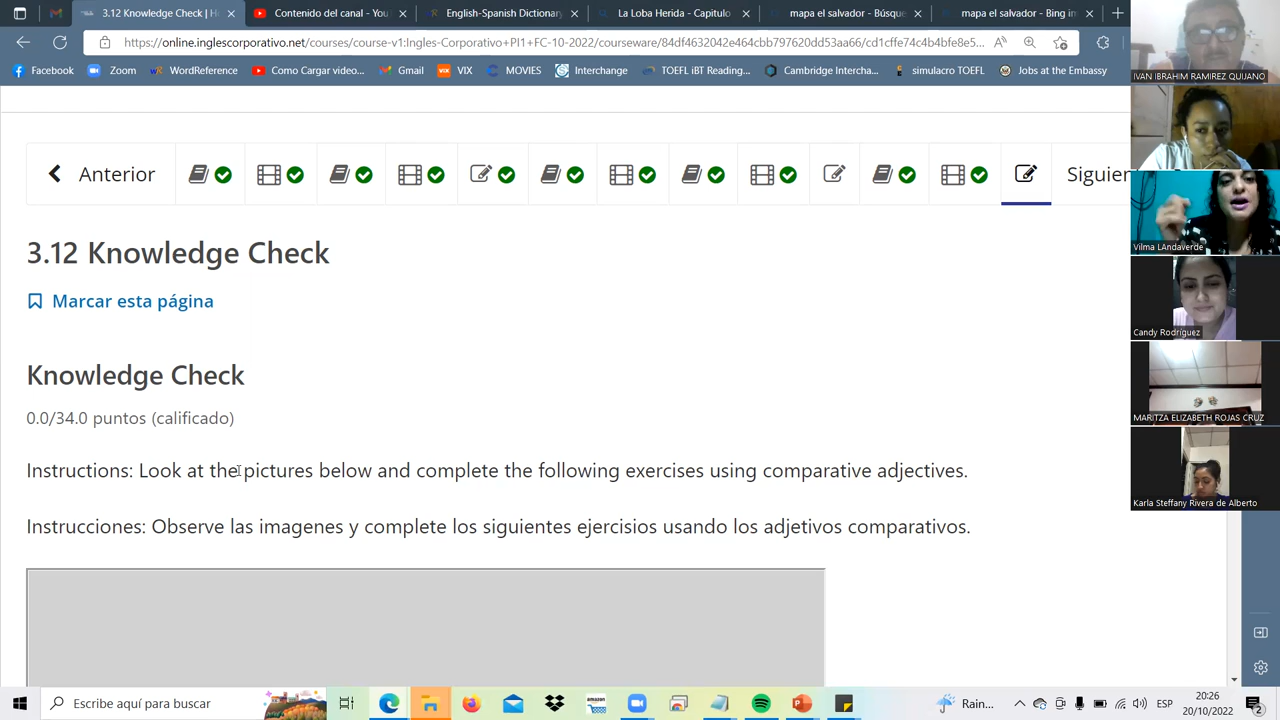 3.12 Knowledge Check | H
Contenido del canal - You
English-Spanish Dictionary
La Loba Herida - Capitulo
mapa el salvador - Búsque
mapa el salvador - Bing im
https://online.inglescorporativo.net/courses/course-v1:Ingles-Corporativo+PI1+FC-10-2022/courseware/84df4632042e464cbb797620dd53aa66/cd1cffe74c4b4bfe8e5...
Facebook
Zoom
WordReference
Como Cargar video...
Gmail
VIX
MOVIES
Interchange
TOEFL iBT Reading...
Cambridge Intercha...
simulacro TOEFL
Jobs at the Embassy
Anterior
Siguien
3.12 Knowledge Check
Marcar esta página
Knowledge Check
0.0/34.0 puntos (calificado)
Instructions: Look at the pictures below and complete the following exercises using comparative adjectives.
Instrucciones: Observe las imagenes y complete los siguientes ejercisios usando los adjetivos comparativos.
IVAN IBRAHIM RAMIREZ QUIJANO
Vilma LAndaverde
Candy Rodríguez
MARITZA ELIZABETH ROJAS CRUZ
Karla Steffany Rivera de Alberto
Escribe aquí para buscar
amazon
Rain...
ESP
20:26
20/10/2022
2